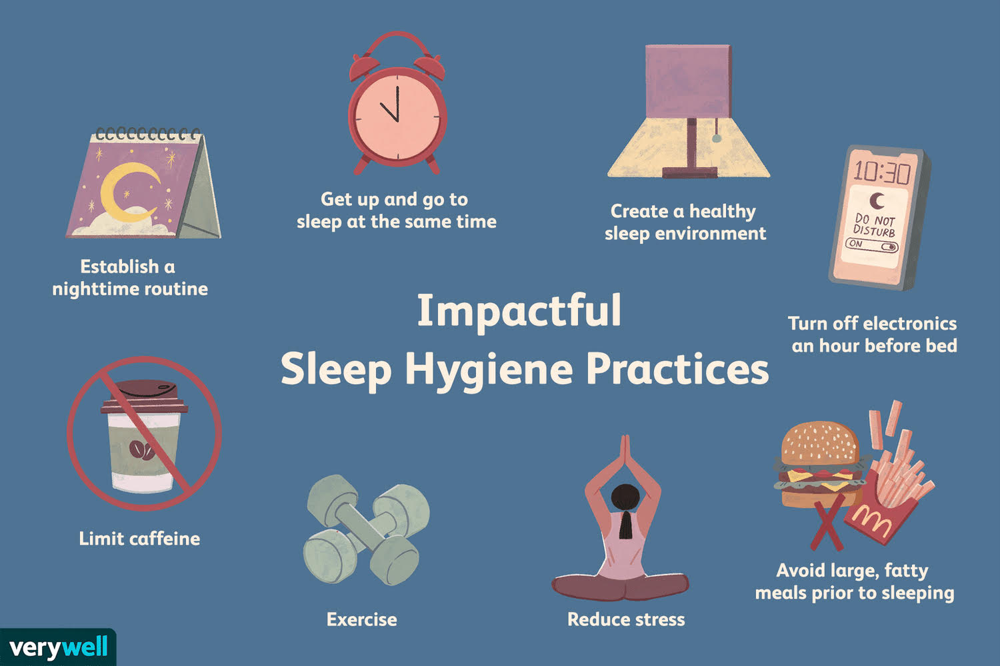 Get up and go to
sleep at the same time
Create a healthy
sleep environment
10:30
DO NOT
DISTURB
ON
Establish a
nighttime routine
Impactful
Sleep Hygiene Practices
Turn off electronics
an hour before bed
Limit caffeine
Exercise
Reduce stress
Avoid large, fatty
meals prior to sleeping
verywell